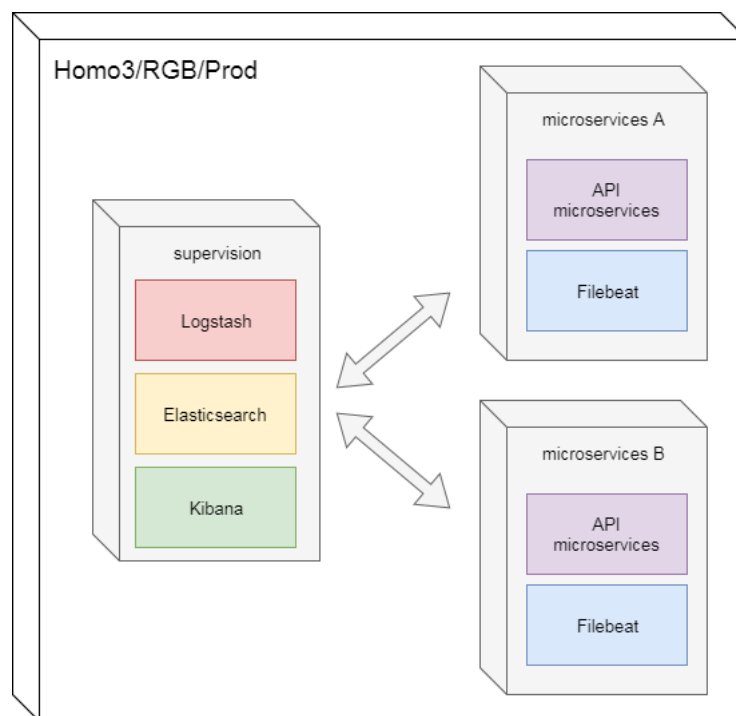 Homo3/RGB/Prod
supervision
Logstash
Elasticsearch
Kibana
microservices A
API
microservices
Filebeat
microservices B
API
microservices
Filebeat